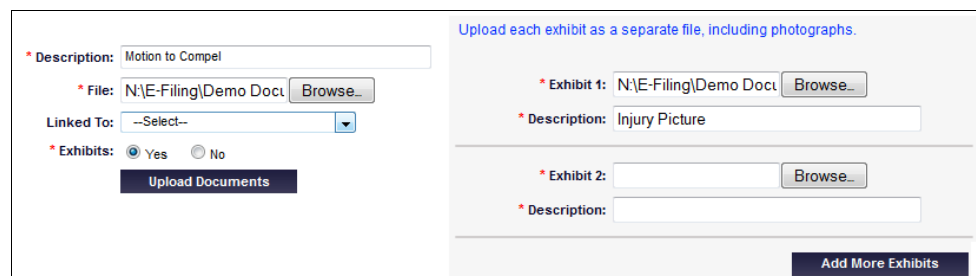 * Description: Motion to Compel
* File: N:\E-Filing\Demo Docu Browse...
Linked To: --Select--
* Exhibits: Yes No
Upload Documents
Upload each exhibit as a separate file, including photographs.
* Exhibit 1: N:\E-Filing\Demo Docu Browse...
* Description: Injury Picture
* Exhibit 2: Browse...
* Description:
Add More Exhibits